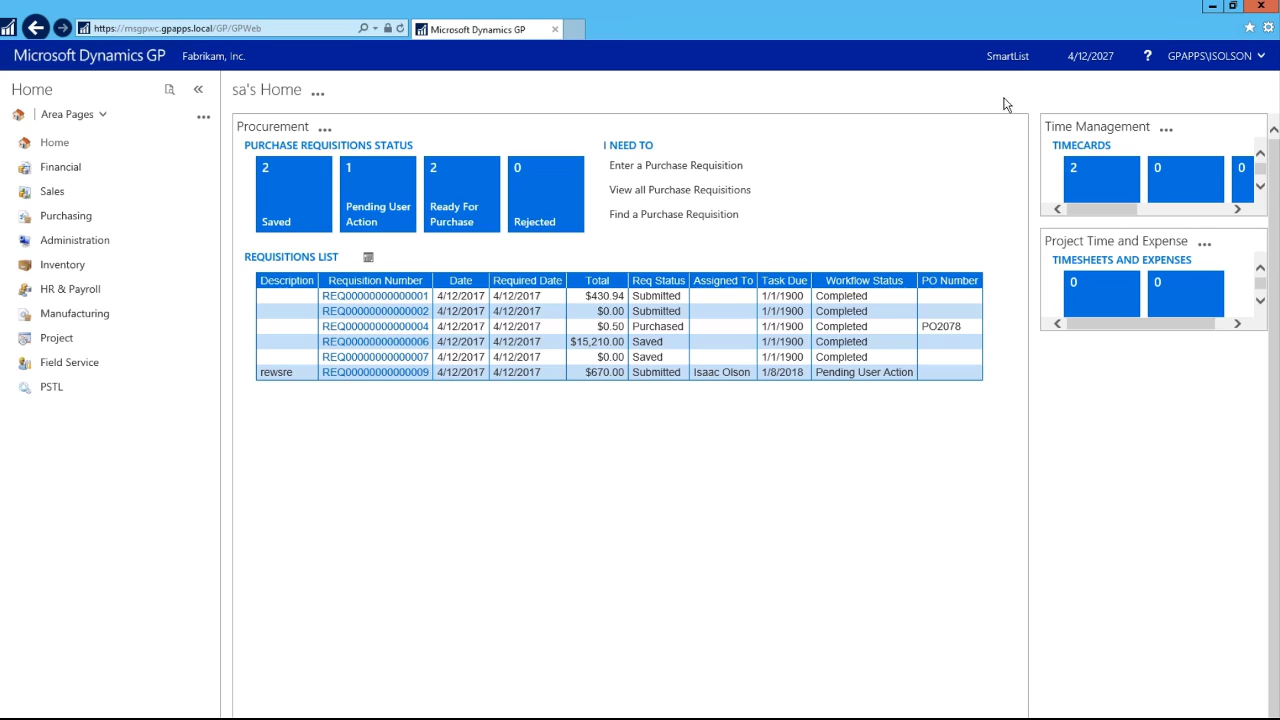 https://msgpwc.gpapps.local/GP/GPWeb
Microsoft Dynamics GP
Microsoft Dynamics GP Fabrikam, Inc. SmartList 4/12/2027 ? GPAPPS\ISOLSON
Home
Area Pages
Home
Financial
Sales
Purchasing
Administration
Inventory
HR & Payroll
Manufacturing
Project
Field Service
PSTL
sa's Home ...
Procurement ...
PURCHASE REQUISITIONS STATUS
2 Saved
1 Pending User Action
2 Ready For Purchase
0 Rejected
I NEED TO
Enter a Purchase Requisition
View all Purchase Requisitions
Find a Purchase Requisition
REQUISITIONS LIST
Description Requisition Number Date Required Date Total Req Status Assigned To Task Due Workflow Status PO Number
REQ00000000000001 4/12/2017 4/12/2017 $430.94 Submitted 1/1/1900 Completed
REQ00000000000002 4/12/2017 4/12/2017 $0.00 Submitted 1/1/1900 Completed
REQ00000000000004 4/12/2017 4/12/2017 $0.50 Purchased 1/1/1900 Completed PO2078
REQ00000000000006 4/12/2017 4/12/2017 $15,210.00 Saved 1/1/1900 Completed
REQ00000000000007 4/12/2017 4/12/2017 $0.00 Saved 1/1/1900 Completed
rewsre REQ00000000000009 4/12/2017 4/12/2017 $670.00 Submitted Isaac Olson 1/8/2018 Pending User Action
Time Management ...
TIMECARDS
2 0 0
Project Time and Expense ...
TIMESHEETS AND EXPENSES
0 0